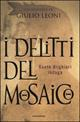 GIULIO LEONI
I DELITTI
DEL
MOSAICO
Dante Alighieri
indaga